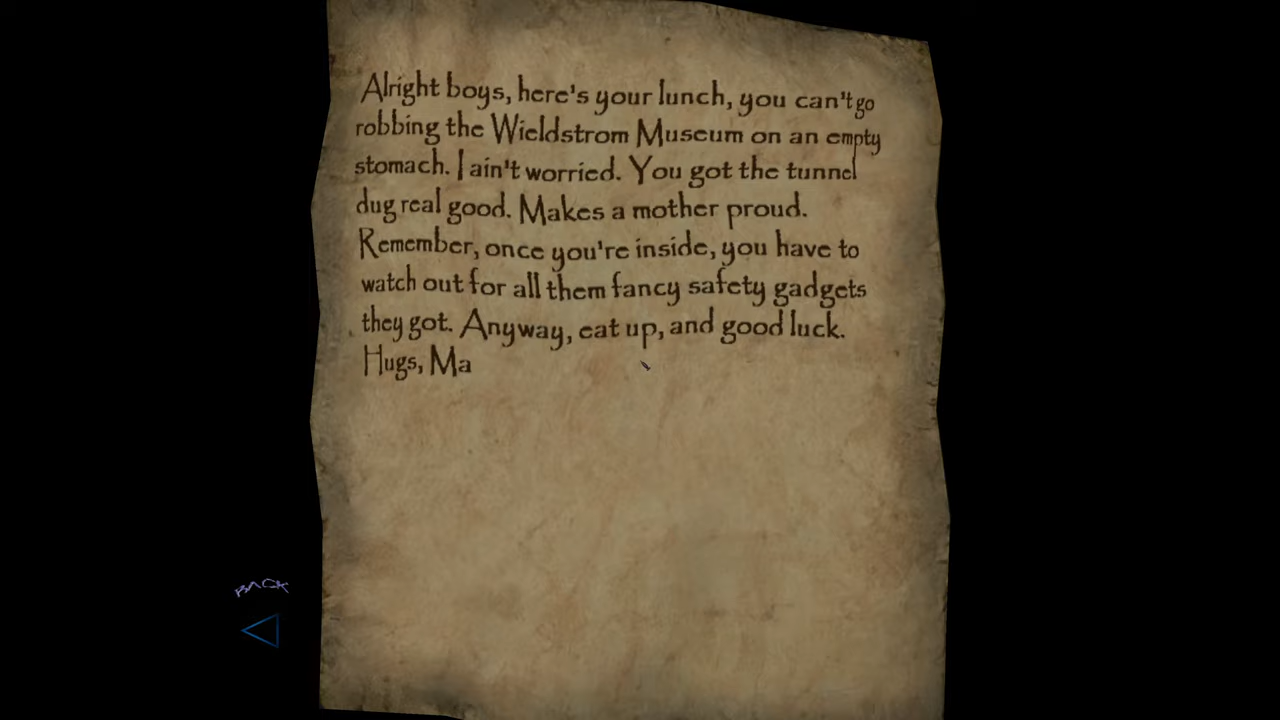 Alright boys, here's your lunch, you can't go
robbing the Wieldstrom Museum on an empty
stomach. I ain't worried. You got the tunnel
dug real good. Makes a mother proud.
Remember, once you're inside, you have to
watch out for all them fancy safety gadgets
they got. Anyway, eat up, and good luck.
Hugs, Ma
BACK